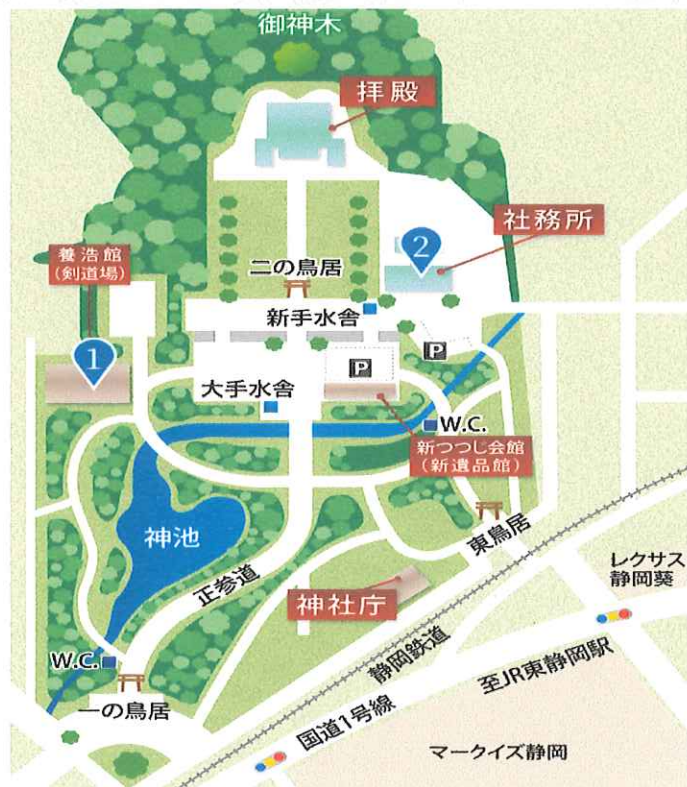 御神木
拝殿
社務所
養浩館
(剣道場)
2
二の鳥居
新手水舎
1
P
P
大手水舎
W.C.
新つつじ会館
(新遺品館)
神池
東鳥居
正参道
レクサス
静岡葵
神社庁
静岡鉄道
W.C.
至JR東静岡駅
一の鳥居
国道1号線
マークイズ静岡